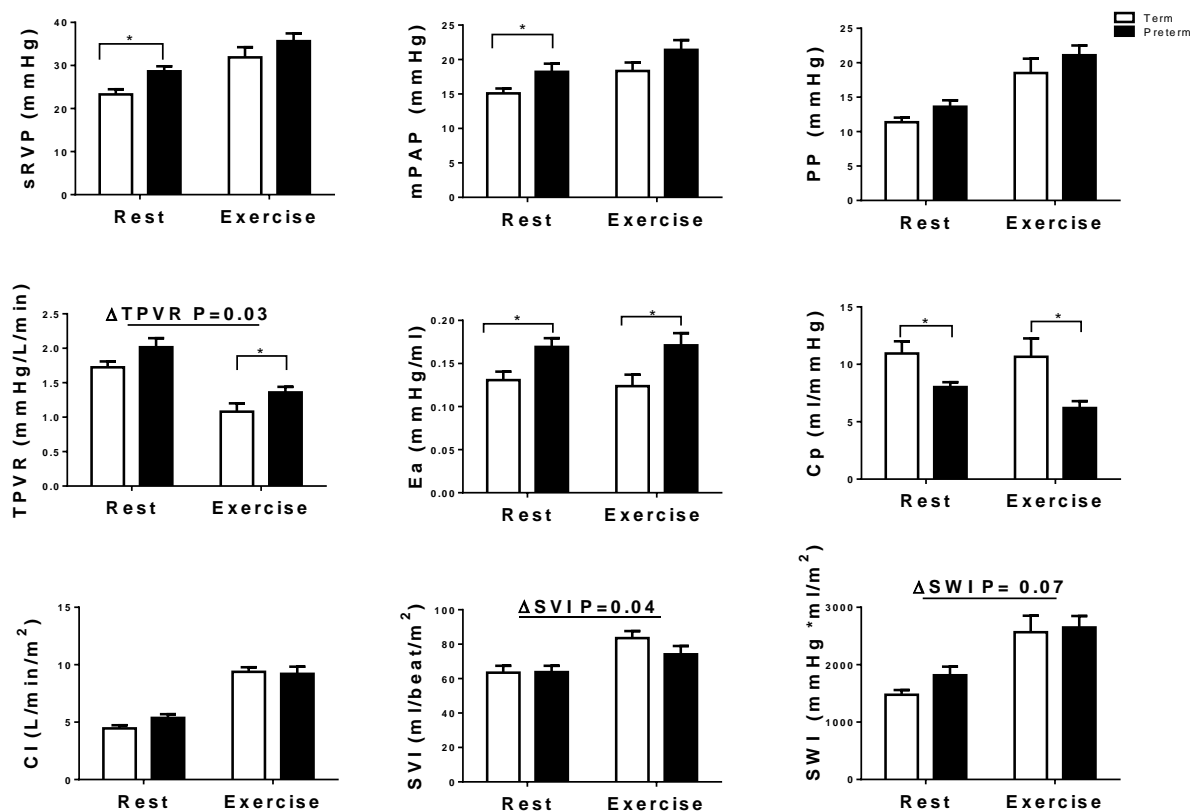 Term
Preterm
sRVP (mmHg)
40
30
20
10
0
*
Rest Exercise
mPAP (mmHg)
25
20
15
10
5
0
*
Rest Exercise
PP (mmHg)
25
20
15
10
5
0
Rest Exercise
TPVR (mmHg/L/min)
ΔTPVR P=0.03
2.5
2.0
1.5
1.0
0.5
0.0
*
Rest Exercise
Ea (mmHg/ml)
0.20
0.15
0.10
0.05
0.00
* *
Rest Exercise
Cp (ml/mmHg)
15
10
5
0
* *
Rest Exercise
CI (L/min/m²)
15
10
5
0
Rest Exercise
SVI (ml/beat/m²)
ΔSVI P=0.04
100
80
60
40
20
0
Rest Exercise
SWI (mmHg *ml/m²)
ΔSWI P= 0.07
3000
2000
1000
0
Rest Exercise